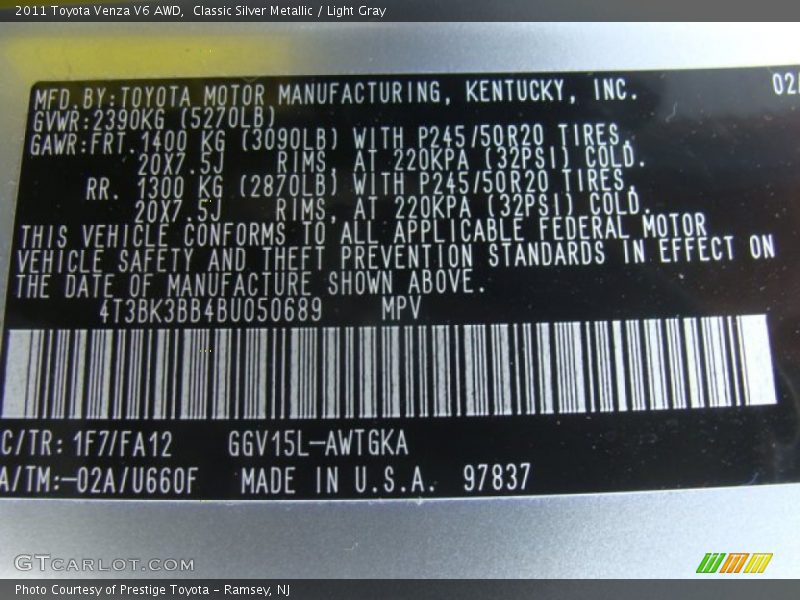 2011 Toyota Venza V6 AWD,  Classic Silver Metallic / Light Gray
MFD.BY:TOYOTA MOTOR MANUFACTURING, KENTUCKY, INC. 02/
GVWR:2390KG (5270LB)
GAWR:FRT.1400 KG (3090LB) WITH P245/50R20 TIRES,
20X7.5J RIMS, AT 220KPA (32PSI) COLD.
RR. 1300 KG (2870LB) WITH P245/50R20 TIRES,
20X7.5J RIMS, AT 220KPA (32PSI) COLD.
THIS VEHICLE CONFORMS TO ALL APPLICABLE FEDERAL MOTOR
VEHICLE SAFETY AND THEFT PREVENTION STANDARDS IN EFFECT ON
THE DATE OF MANUFACTURE SHOWN ABOVE.
4T3BK3BB4BU050689 MPV
C/TR:1F7/FA12 GGV15L-AWTGKA
A/TM:-02A/U660F MADE IN U.S.A. 97837
GTCARLOT.COM
Photo Courtesy of Prestige Toyota - Ramsey, NJ